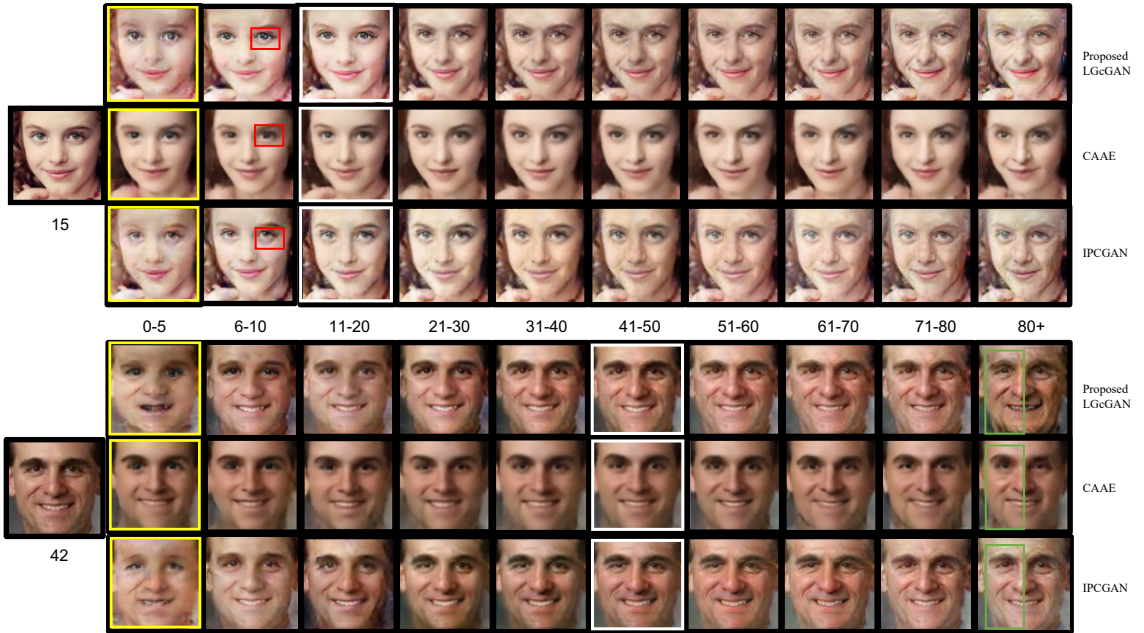 Proposed
LGcGAN
15
CAAE
IPCGAN
0-5 6-10 11-20 21-30 31-40 41-50 51-60 61-70 71-80 80+
Proposed
LGcGAN
42
CAAE
IPCGAN